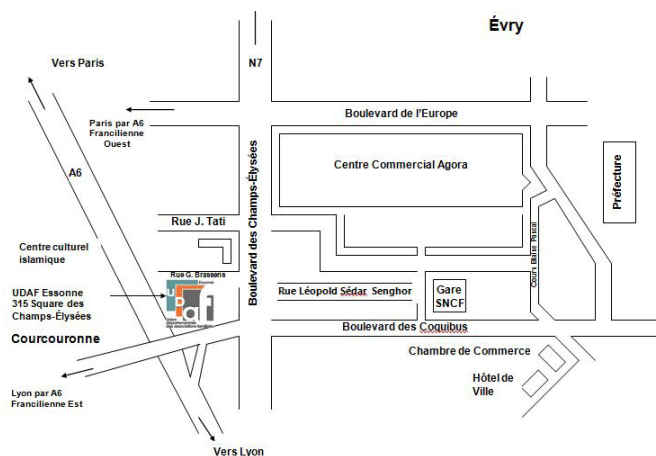 Évry
Vers Paris
N7
Paris par A6
Francilienne
Ouest
Boulevard de l'Europe
A6
Boulevard des Champs-Élysées
Centre Commercial Agora
Préfecture
Rue J. Tati
Cours Blaise Pascal
Centre culturel
islamique
Rue G. Brassens
UDAF Essonne
315 Square des
Champs-Élysées
Essonne
UDaf
Rue Léopold Sédar Senghor
Gare
SNCF
Courcouronne
Boulevard des Coquibus
Chambre de Commerce
Hôtel de
Ville
Lyon par A6
Francilienne Est
Vers Lyon